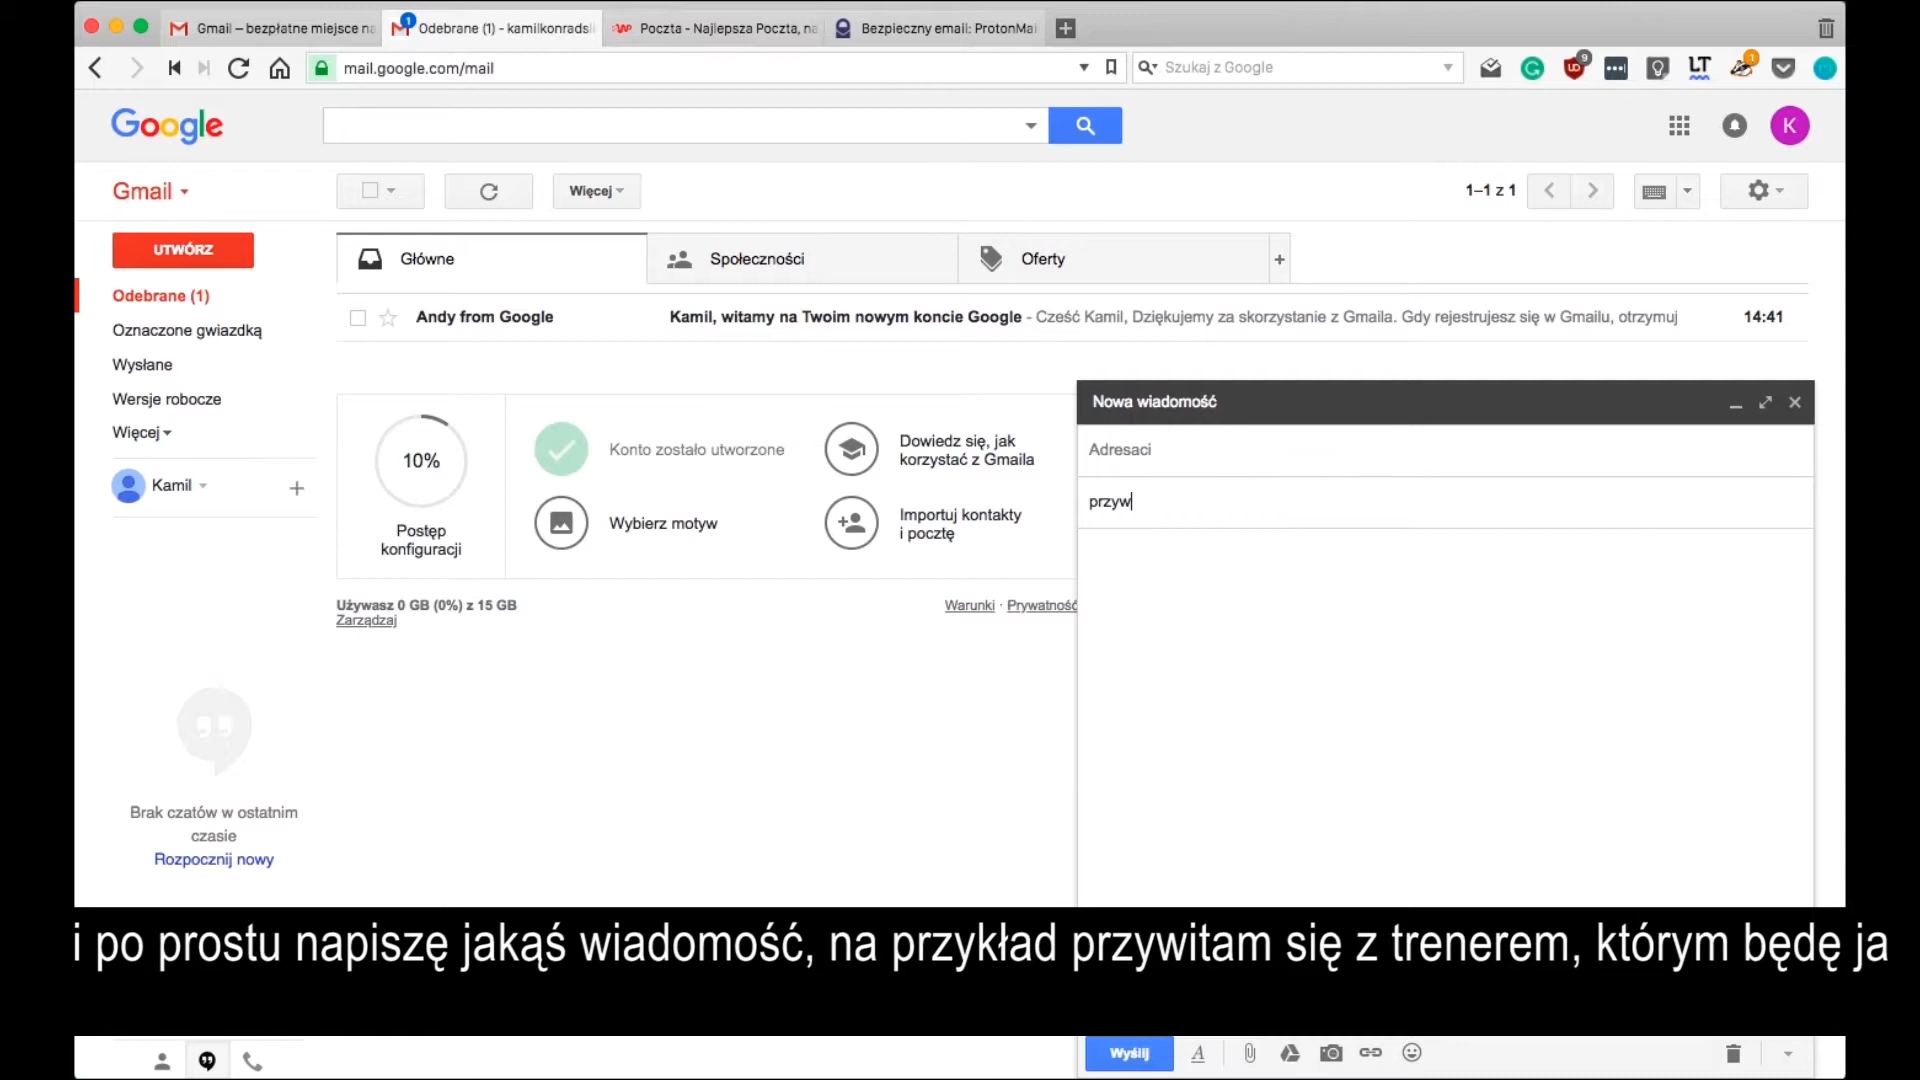 Gmail – bezpłatne miejsce na
Odebrane (1) - kamilkonradsli
Poczta - Najlepsza Poczta, na
Bezpieczny email: ProtonMai
mail.google.com/mail
Szukaj z Google
9
LT
1
Google
K
Gmail
Więcej
1–1 z 1
UTWÓRZ
Główne
Społeczności
Oferty
+
Odebrane (1)
Oznaczone gwiazdką
Wysłane
Wersje robocze
Więcej
Kamil
Andy from Google
Kamil, witamy na Twoim nowym koncie Google - Cześć Kamil, Dziękujemy za skorzystanie z Gmaila. Gdy rejestrujesz się w Gmailu, otrzymuj
14:41
10%
Postęp
konfiguracji
Konto zostało utworzone
Dowiedz się, jak
korzystać z Gmaila
Wybierz motyw
Importuj kontakty
i pocztę
Używasz 0 GB (0%) z 15 GB
Zarządzaj
Warunki · Prywatność
Nowa wiadomość
Adresaci
przyw
Brak czatów w ostatnim
czasie
Rozpocznij nowy
i po prostu napiszę jakąś wiadomość, na przykład przywitam się z trenerem, którym będę ja
Wyślij